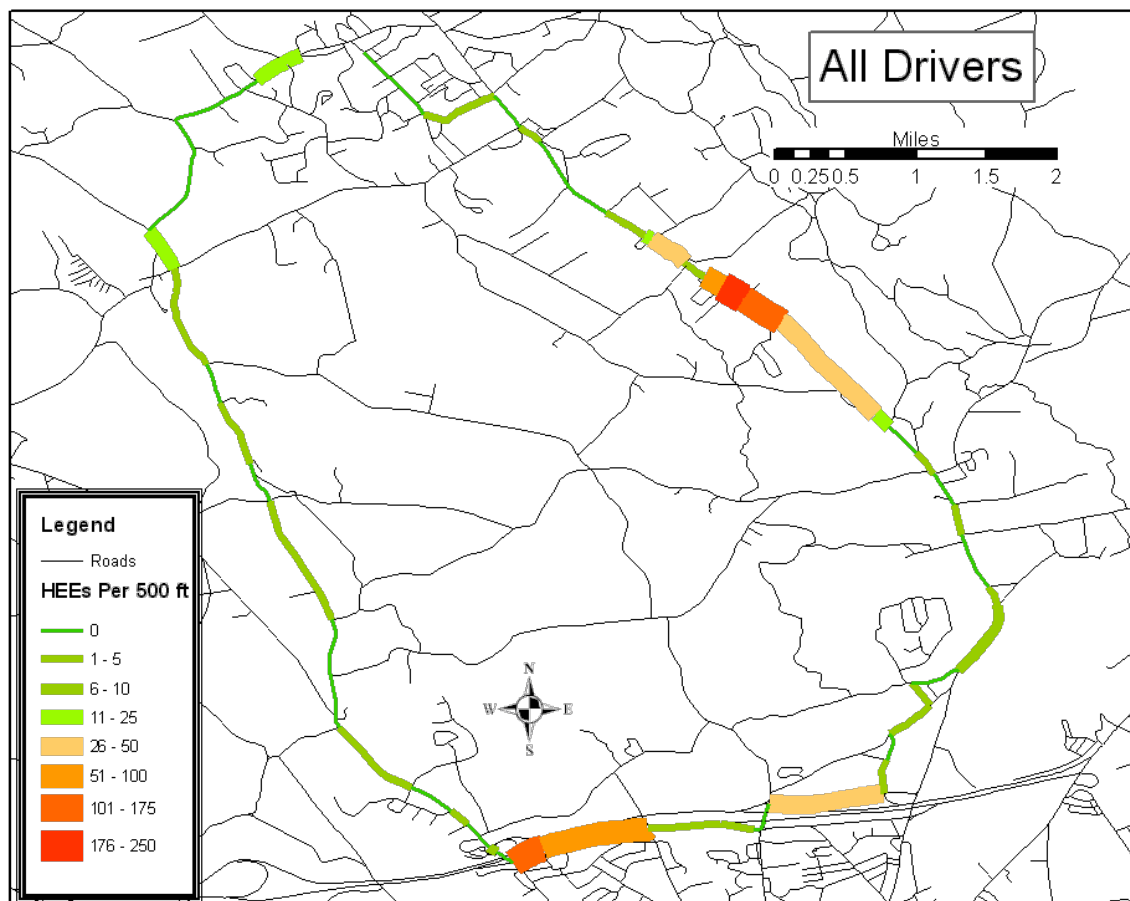 All Drivers
Miles
0 0.25 0.5 1 1.5 2
Legend
Roads
HEEs Per 500 ft
0
1 - 5
6 - 10
11 - 25
26 - 50
51 - 100
101 - 175
176 - 250
N
W E
S